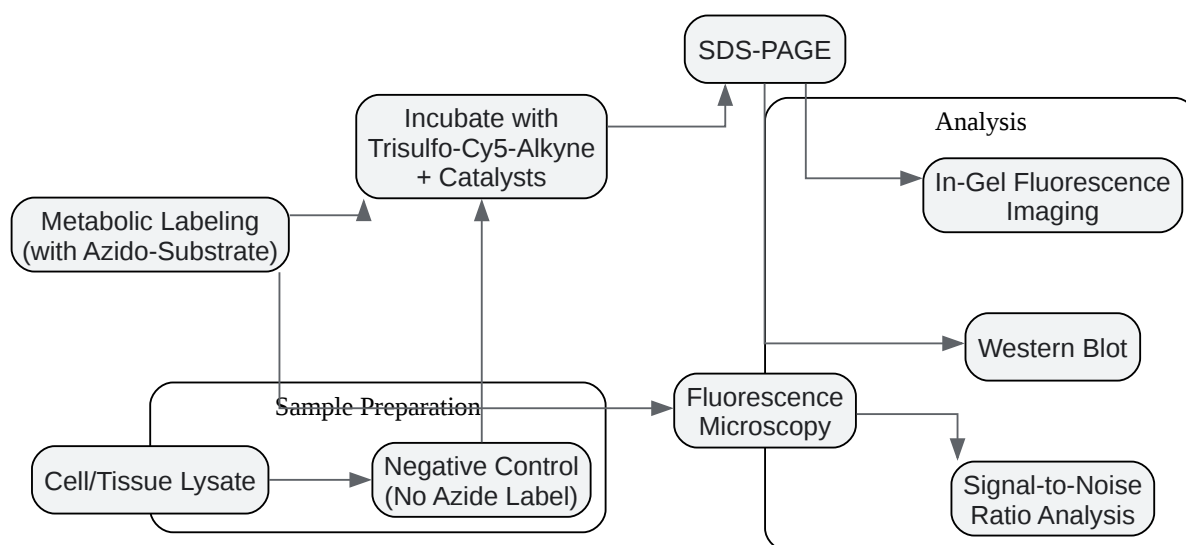 SDS-PAGE
Analysis
Incubate with
Trisulfo-Cy5-Alkyne
+ Catalysts
In-Gel Fluorescence
Imaging
Metabolic Labeling
(with Azido-Substrate)
Western Blot
Sample Preparation
Fluorescence
Microscopy
Cell/Tissue Lysate
Negative Control
(No Azide Label)
Signal-to-Noise
Ratio Analysis